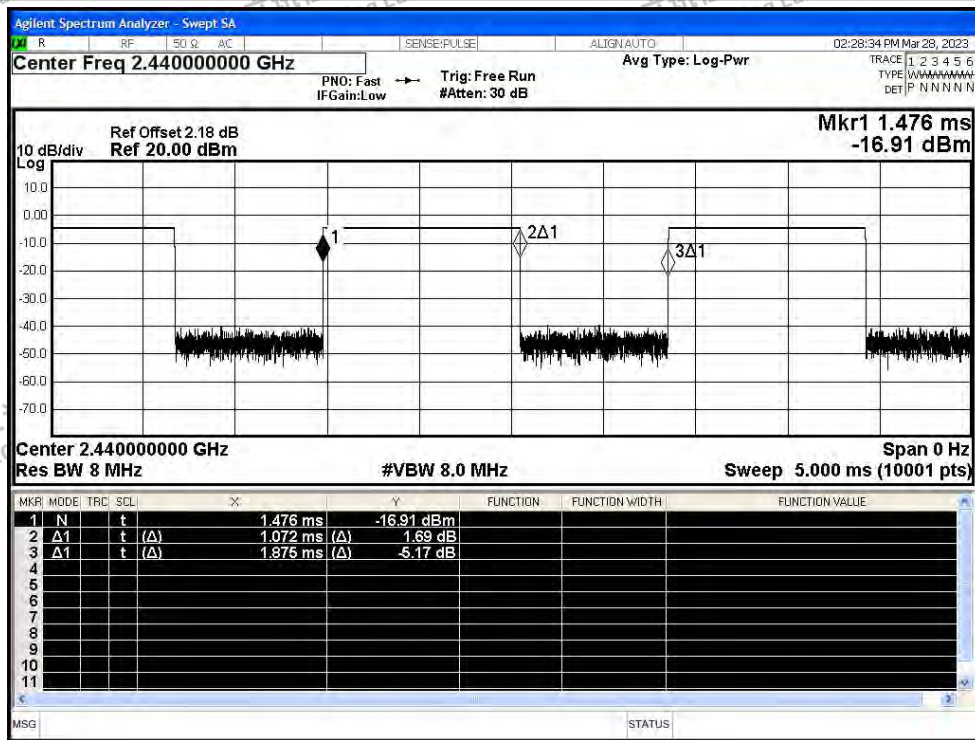 Agilent Spectrum Analyzer - Swept SA
LXI R RF 50 Ω AC SENSE:PULSE ALIGNAUTO 02:28:34 PM Mar 28, 2023
Center Freq 2.440000000 GHz
PNO: Fast
IFGain:Low
Trig: Free Run
#Atten: 30 dB
Avg Type: Log-Pwr
TRACE 1 2 3 4 5 6
TYPE WWWWWW
DET P N N N N N
Mkr1 1.476 ms
-16.91 dBm
Ref Offset 2.18 dB
10 dB/div Ref 20.00 dBm
Log
10.0
0.00
-10.0
-20.0
-30.0
-40.0
-50.0
-60.0
-70.0
1
2Δ1
3Δ1
Center 2.440000000 GHz Span 0 Hz
Res BW 8 MHz #VBW 8.0 MHz Sweep 5.000 ms (10001 pts)
MKR MODE TRC SCL X Y FUNCTION FUNCTION WIDTH FUNCTION VALUE
1 N t 1.476 ms -16.91 dBm
2 Δ1 t (Δ) 1.072 ms (Δ) 1.69 dB
3 Δ1 t (Δ) 1.875 ms (Δ) -5.17 dB
4
5
6
7
8
9
10
11
MSG STATUS